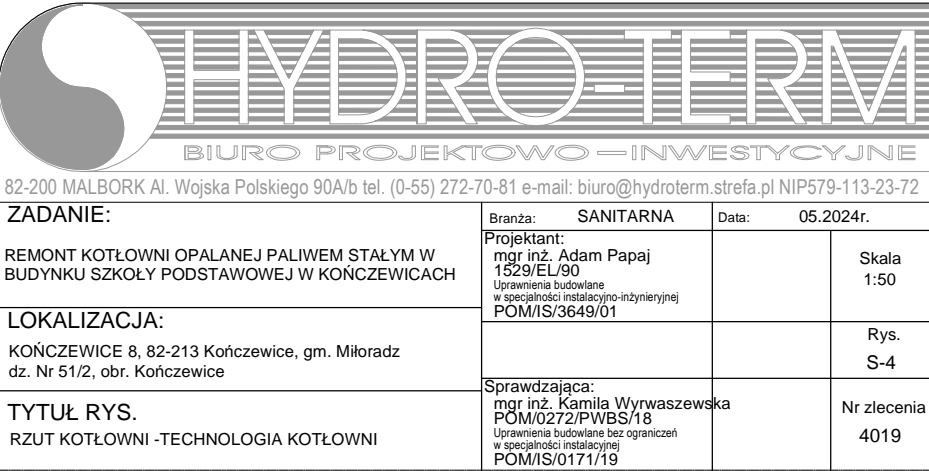 HYDRO-TERM
BIURO PROJEKTOWO-INWESTYCYJNE
82-200 MALBORK Al. Wojska Polskiego 90A/b tel. (0-55) 272-70-81 e-mail: biuro@hydroterm.strefa.pl NIP579-113-23-72
ZADANIE:
REMONT KOTŁOWNI OPALANEJ PALIWEM STAŁYM W
BUDYNKU SZKOŁY PODSTAWOWEJ W KOŃCZEWICACH
Branża: SANITARNA
Data: 05.2024r.
Projektant:
mgr inż. Adam Papaj
1529/EL/90
Uprawnienia budowlane
w specjalności instalacyjno-inżynieryjnej
POM/IS/3649/01
Skala
1:50
LOKALIZACJA:
KOŃCZEWICE 8, 82-213 Kończewice, gm. Miłoradz
dz. Nr 51/2, obr. Kończewice
Rys.
S-4
TYTUŁ RYS.
RZUT KOTŁOWNI -TECHNOLOGIA KOTŁOWNI
Sprawdzająca:
mgr inż. Kamila Wyrwaszewska
POM/0272/PWBS/18
Uprawnienia budowlane bez ograniczeń
w specjalności instalacyjnej
POM/IS/0171/19
Nr zlecenia
4019